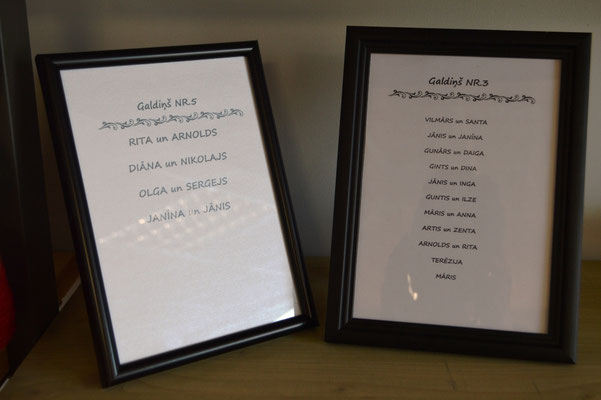 Galdiņš NR.5
RITA un ARNOLDS
DIĀNA un NIKOLAJS
OLGA un SERGEJS
JANĪNA un JĀNIS
Galdiņš NR.3
VILMĀRS un SANTA
JĀNIS un JANĪNA
GUNĀRS un DAIGA
GINTS un DINA
JĀNIS un INGA
GUNTIS un ILZE
MĀRIS un ANNA
ARTIS un ZENTA
ARNOLDS un RITA
TERĒZIJA
MĀRIS